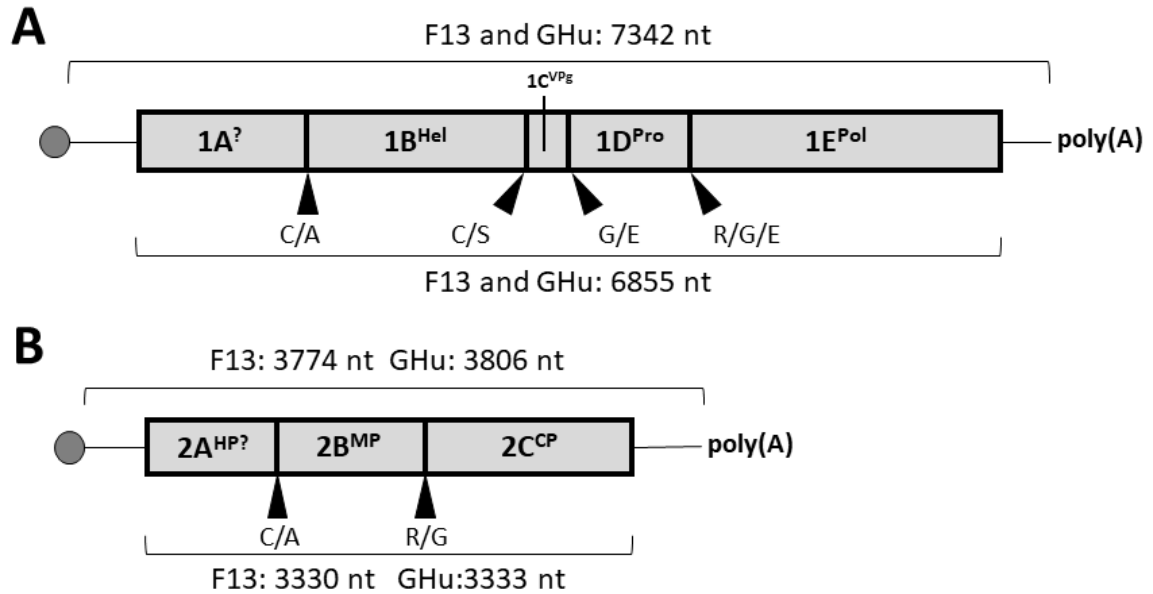 A
F13 and GHu: 7342 nt
1C^VPg
1A^? 1B^Hel 1D^Pro 1E^Pol poly(A)
C/A C/S G/E R/G/E
F13 and GHu: 6855 nt
B
F13: 3774 nt GHu: 3806 nt
2A^HP? 2B^MP 2C^CP poly(A)
C/A R/G
F13: 3330 nt GHu:3333 nt